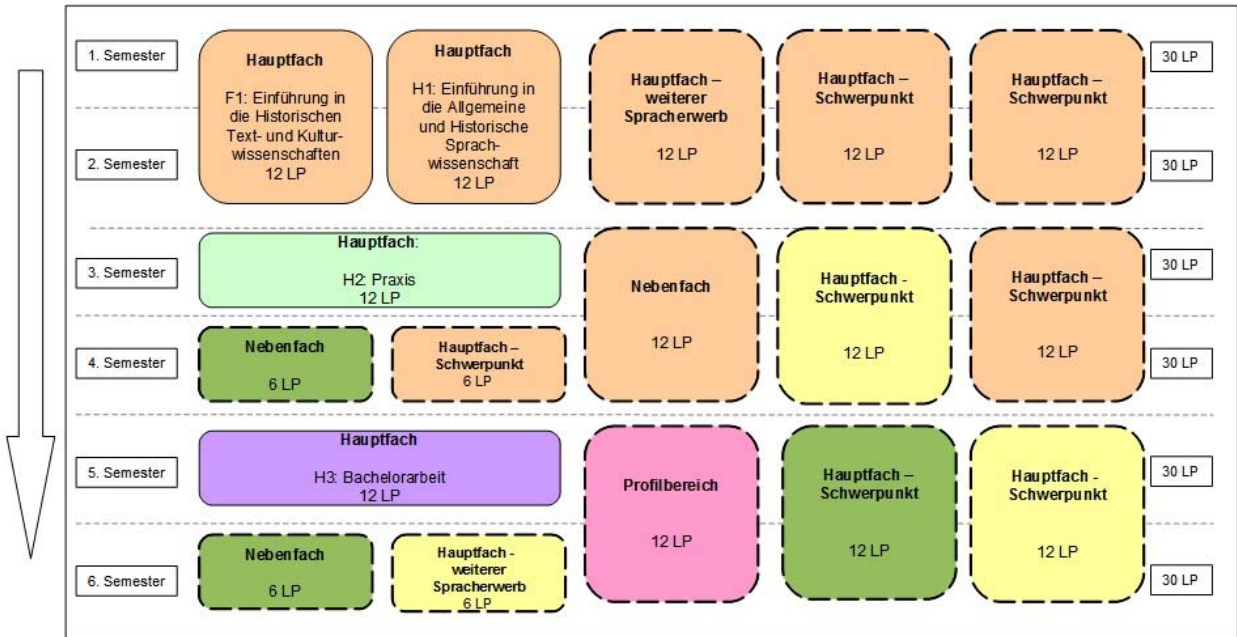 1. Semester
Hauptfach
F1: Einführung in
die Historischen
Text- und Kultur-
wissenschaften
12 LP
Hauptfach
H1: Einführung in
die Allgemeine
und Historische
Sprach-
wissenschaft
12 LP
Hauptfach –
weiterer
Spracherwerb
12 LP
Hauptfach –
Schwerpunkt
12 LP
Hauptfach –
Schwerpunkt
12 LP
30 LP
2. Semester
30 LP
3. Semester
Hauptfach:
H2: Praxis
12 LP
Nebenfach
12 LP
Hauptfach -
Schwerpunkt
12 LP
Hauptfach –
Schwerpunkt
12 LP
30 LP
4. Semester
Nebenfach
6 LP
Hauptfach –
Schwerpunkt
6 LP
30 LP
5. Semester
Hauptfach
H3: Bachelorarbeit
12 LP
Profilbereich
12 LP
Hauptfach –
Schwerpunkt
12 LP
Hauptfach -
Schwerpunkt
12 LP
30 LP
6. Semester
Nebenfach
6 LP
Hauptfach -
weiterer
Spracherwerb
6 LP
30 LP